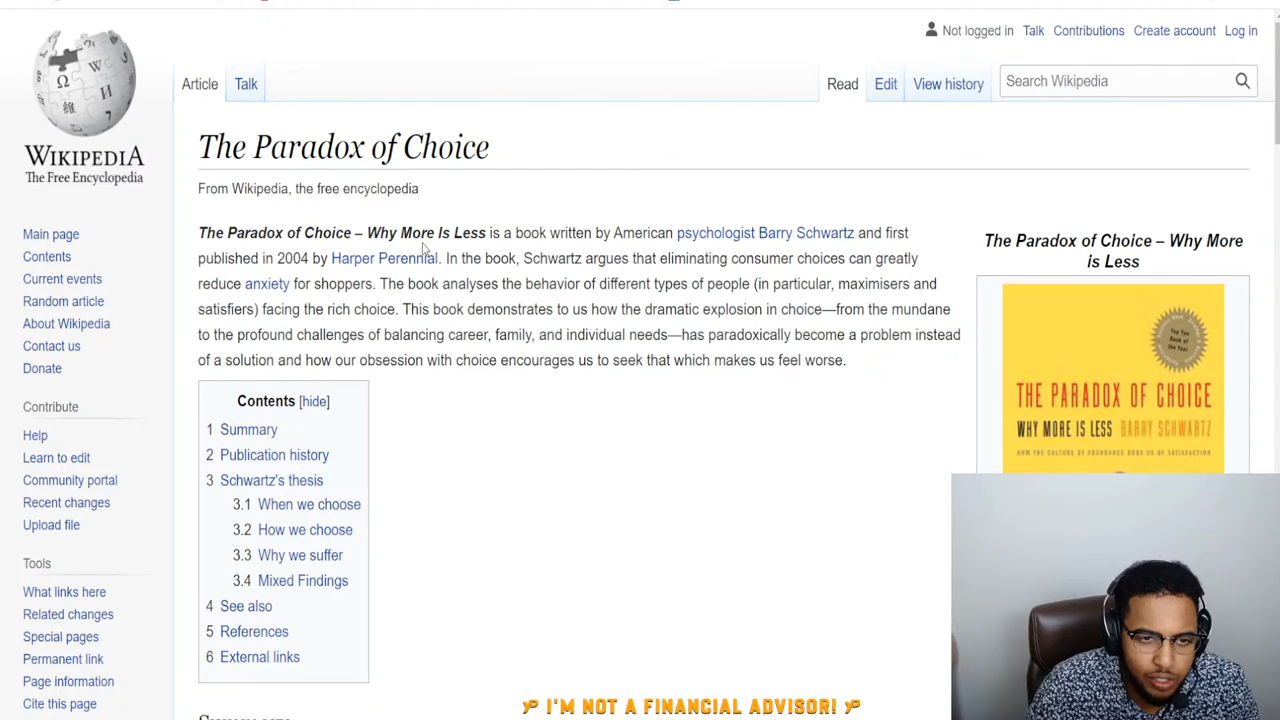 Not logged in Talk Contributions Create account Log in
Article Talk Read Edit View history Search Wikipedia
WIKIPEDIA
The Free Encyclopedia
Main page
Contents
Current events
Random article
About Wikipedia
Contact us
Donate
Contribute
Help
Learn to edit
Community portal
Recent changes
Upload file
Tools
What links here
Related changes
Special pages
Permanent link
Page information
Cite this page
The Paradox of Choice
From Wikipedia, the free encyclopedia
The Paradox of Choice – Why More Is Less is a book written by American psychologist Barry Schwartz and first
published in 2004 by Harper Perennial. In the book, Schwartz argues that eliminating consumer choices can greatly
reduce anxiety for shoppers. The book analyses the behavior of different types of people (in particular, maximisers and
satisfiers) facing the rich choice. This book demonstrates to us how the dramatic explosion in choice—from the mundane
to the profound challenges of balancing career, family, and individual needs—has paradoxically become a problem instead
of a solution and how our obsession with choice encourages us to seek that which makes us feel worse.
Contents [hide]
1 Summary
2 Publication history
3 Schwartz's thesis
3.1 When we choose
3.2 How we choose
3.3 Why we suffer
3.4 Mixed Findings
4 See also
5 References
6 External links
The Paradox of Choice – Why More
is Less
THE PARADOX OF CHOICE
WHY MORE IS LESS BARRY SCHWARTZ
HOW THE CULTURE OF ABUNDANCE ROBS US OF SATISFACTION
I'M NOT A FINANCIAL ADVISOR!